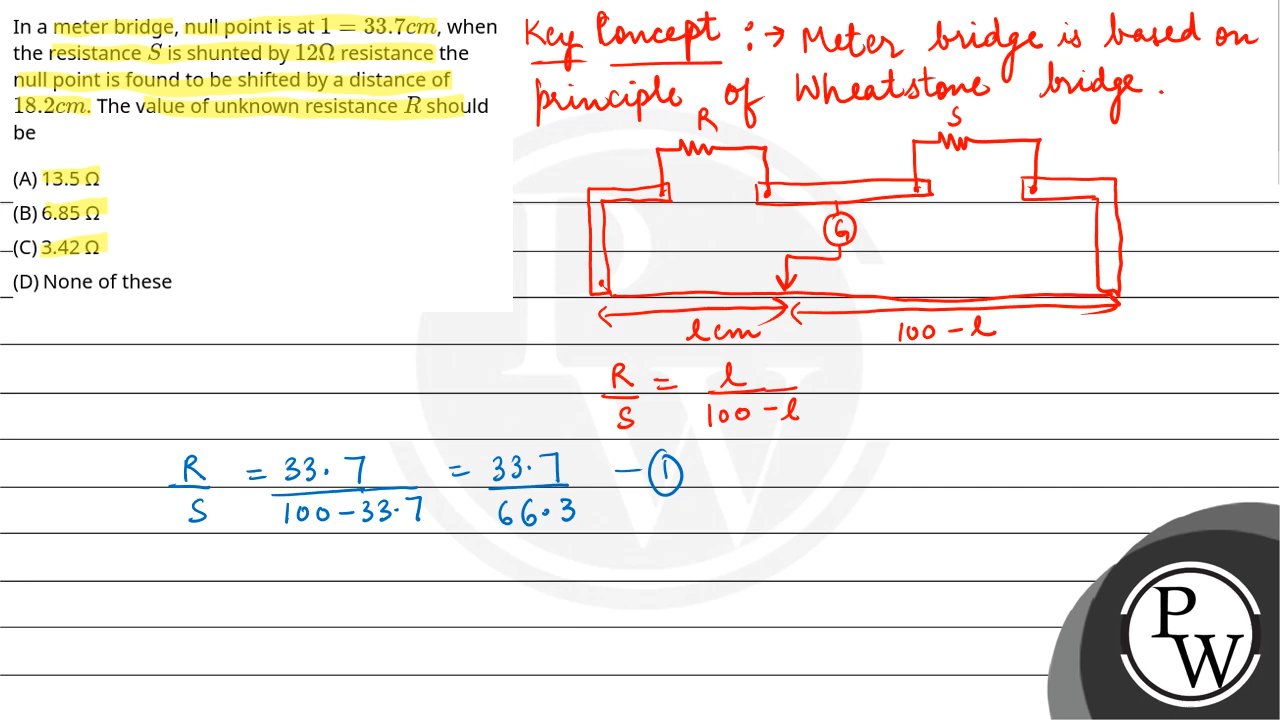 In a meter bridge, null point is at 1 = 33.7cm, when
the resistance S is shunted by 12Ω resistance the
null point is found to be shifted by a distance of
18.2cm. The value of unknown resistance R should
be
(A) 13.5 Ω
(B) 6.85 Ω
(C) 3.42 Ω
(D) None of these
Key Concept :→ Meter bridge is based on
principle of Wheatstone bridge.
R S
G
l cm 100 - l
R/S = l/(100 - l)
R/S = 33.7/(100 - 33.7) = 33.7/66.3 — ①
P
W